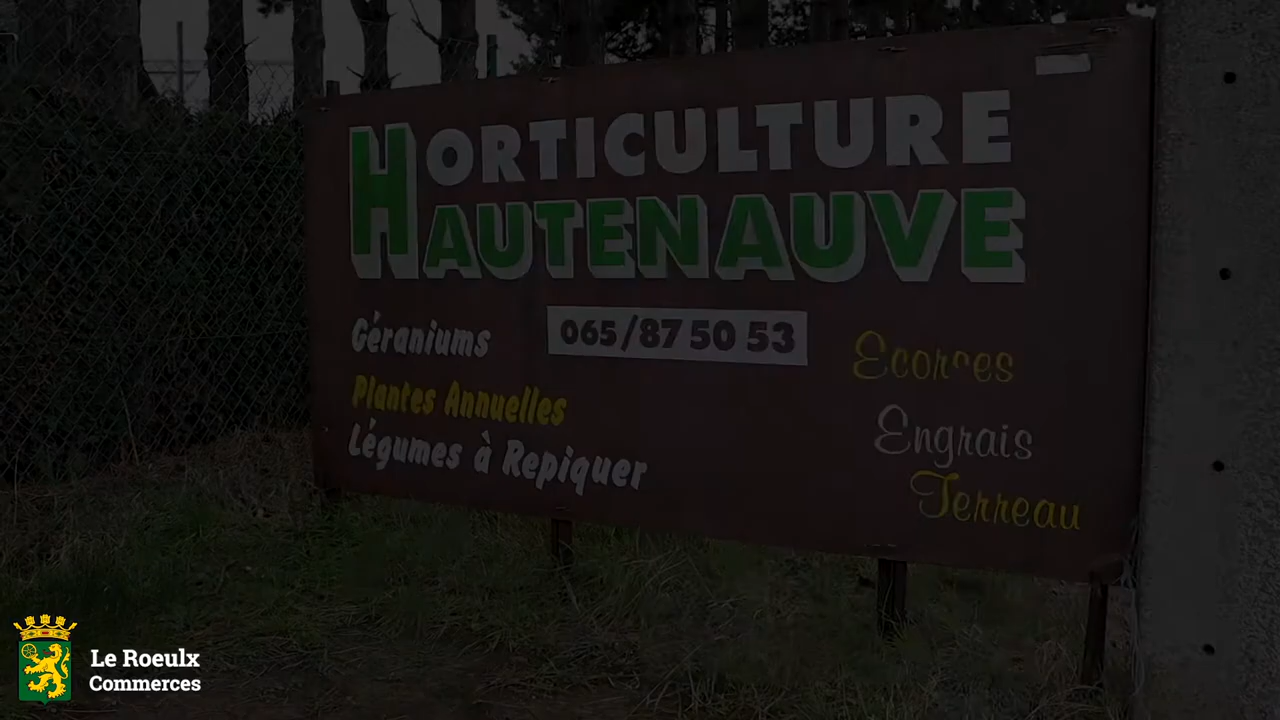 HORTICULTURE
HAUTENAUVE
065/87 50 53
Géraniums
Plantes Annuelles
Légumes à Repiquer
Ecorces
Engrais
Terreau
Le Roeulx
Commerces